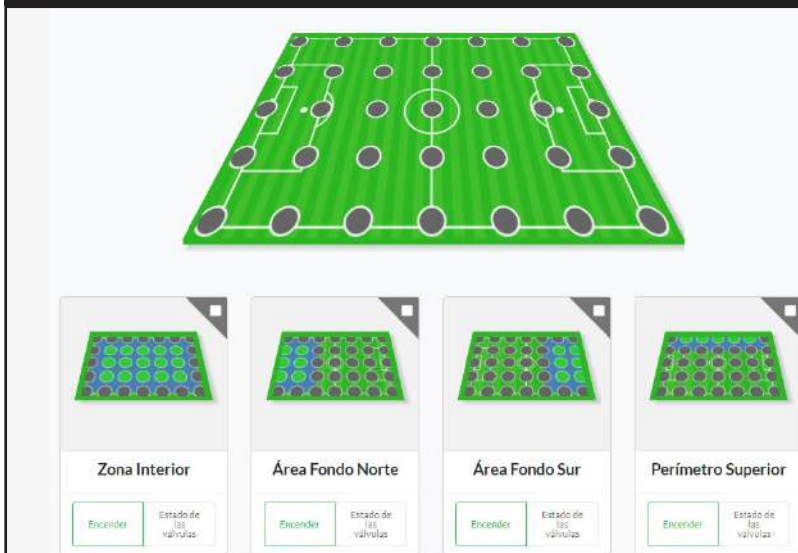 Zona Interior
Área Fondo Norte
Área Fondo Sur
Perímetro Superior
Encender
Estado de
las
válvulas
Encender
Estado de
las
válvulas
Encender
Estado de
las
válvulas
Encender
Estado de
las
válvulas